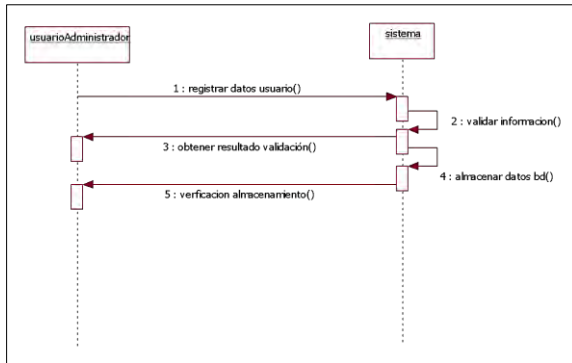 usuarioAdministrador
sistema
1 : registrar datos usuario()
2 : validar informacion()
3 : obtener resultado validación()
4 : almacenar datos bd()
5 : verficacion almacenamiento()